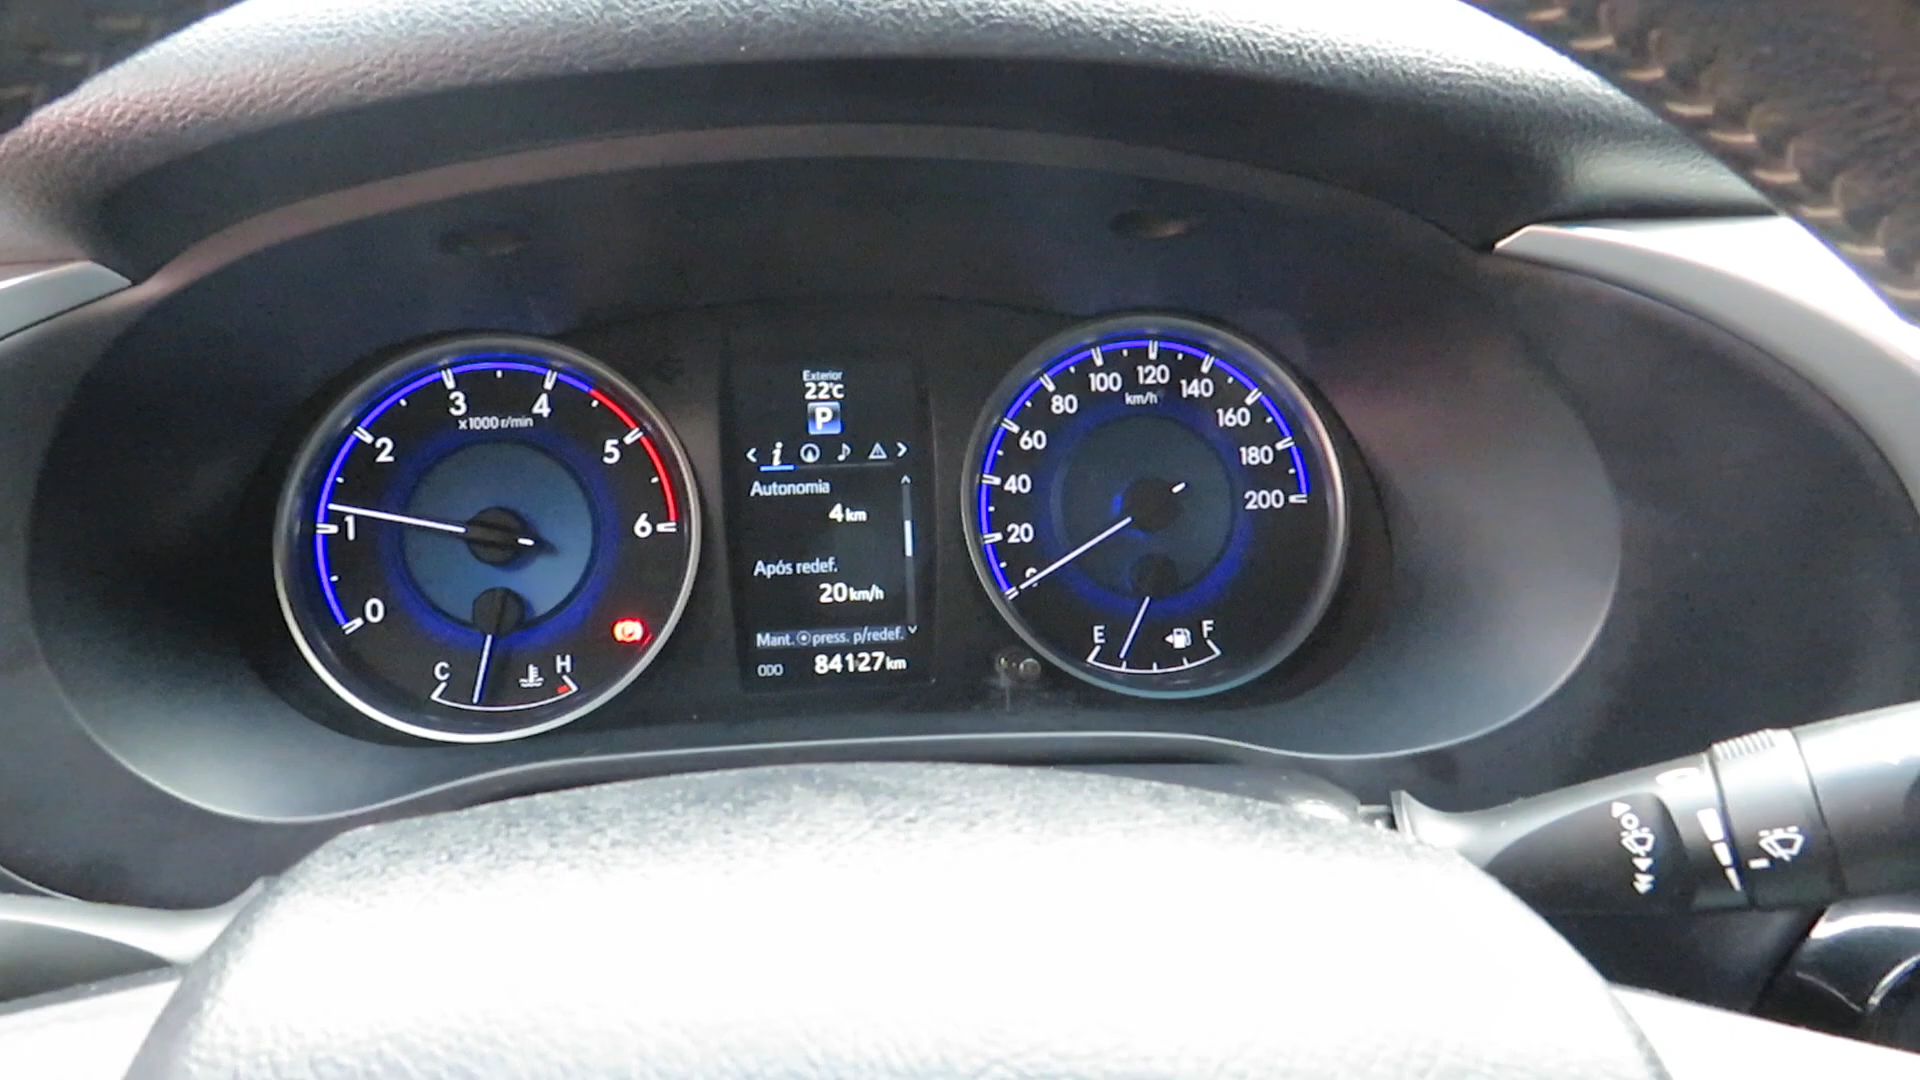 0
1
2
3
4
5
6
x1000 r/min
C
H
Exterior
22°C
P
Autonomia
4 km
Após redef.
20 km/h
Mant. press. p/redef.
ODO 84127 km
0
20
40
60
80
100
120
140
160
180
200
km/h
E
F